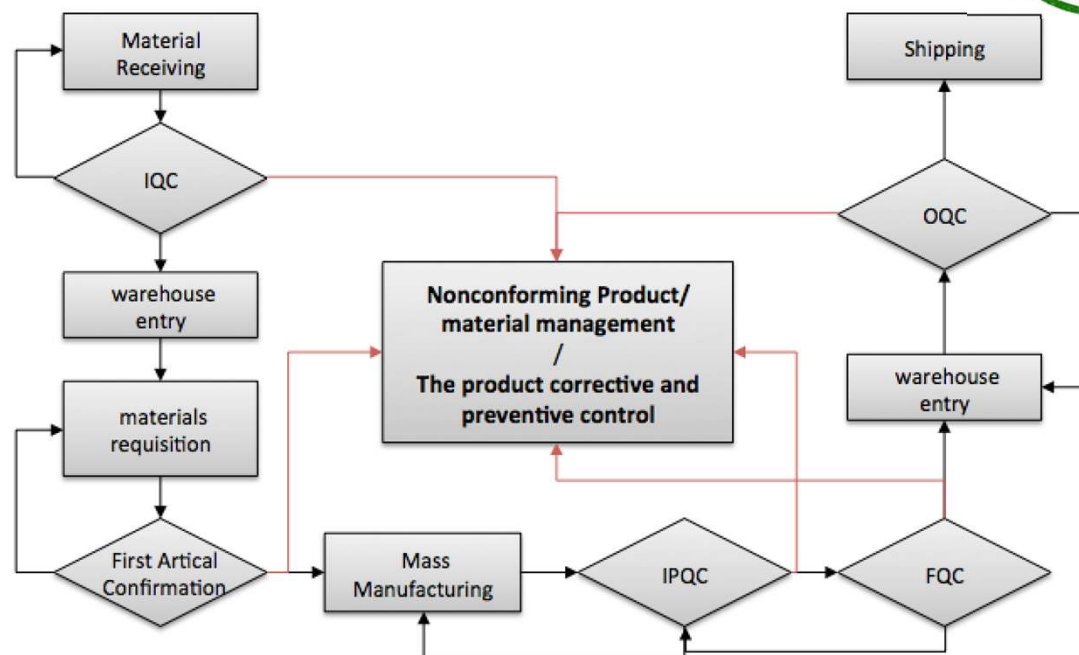 Material
Receiving
IQC
warehouse
entry
materials
requisition
First Artical
Confirmation
Nonconforming Product/
material management
/
The product corrective and
preventive control
Mass
Manufacturing
IPQC
FQC
warehouse
entry
OQC
Shipping